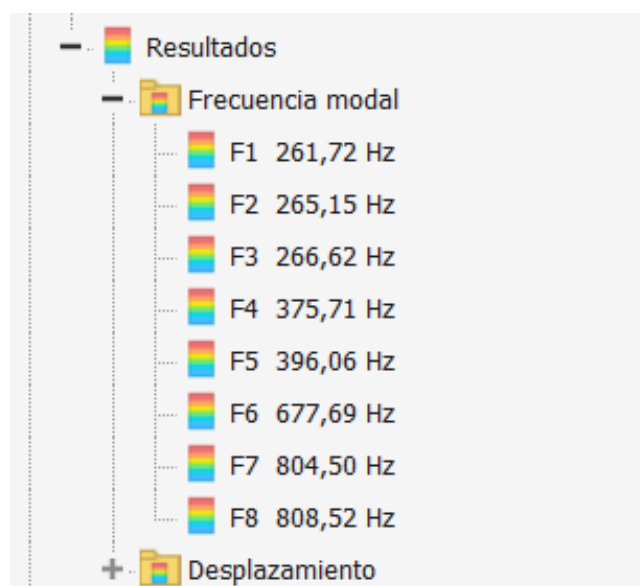 Resultados
Frecuencia modal
F1 261,72 Hz
F2 265,15 Hz
F3 266,62 Hz
F4 375,71 Hz
F5 396,06 Hz
F6 677,69 Hz
F7 804,50 Hz
F8 808,52 Hz
Desplazamiento